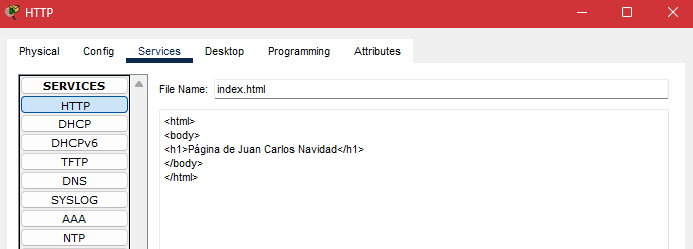 HTTP
Physical Config Services Desktop Programming Attributes
SERVICES
HTTP
DHCP
DHCPv6
TFTP
DNS
SYSLOG
AAA
NTP
File Name: index.html
<html>
<body>
<h1>Página de Juan Carlos Navidad</h1>
</body>
</html>